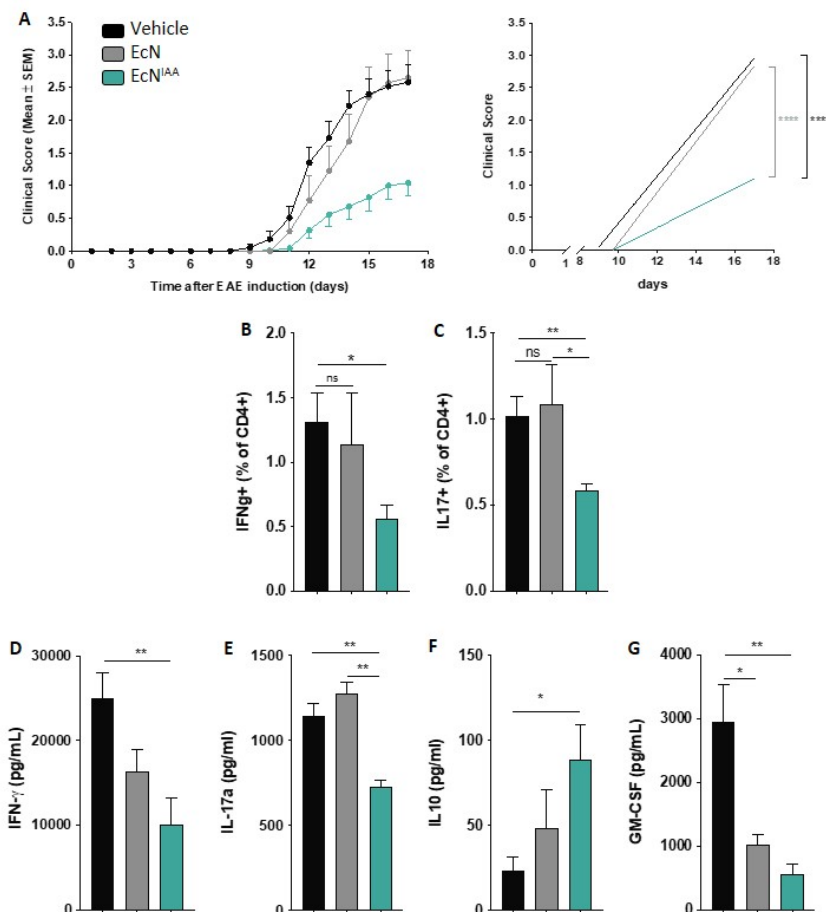 A
Vehicle
EcN
EcNᴵᴬᴬ
Clinical Score (Mean ± SEM)
3.5
3.0
2.5
2.0
1.5
1.0
0.5
0.0
0 3 6 9 12 15 18
Time after EAE induction (days)
Clinical Score
3.5
3.0
2.5
2.0
1.5
1.0
0.5
0.0
0 1 8 10 12 14 16 18
days
****
***
B
IFNg+ (% of CD4+)
2.0
1.5
1.0
0.5
0.0
*
ns
C
IL17+ (% of CD4+)
1.5
1.0
0.5
0.0
**
ns *
D
IFN-γ (pg/mL)
30000
20000
10000
0
**
E
IL-17a (pg/ml)
1500
1000
500
0
**
**
F
IL10 (pg/ml)
150
100
50
0
*
G
GM-CSF (pg/mL)
4000
3000
2000
1000
0
**
*